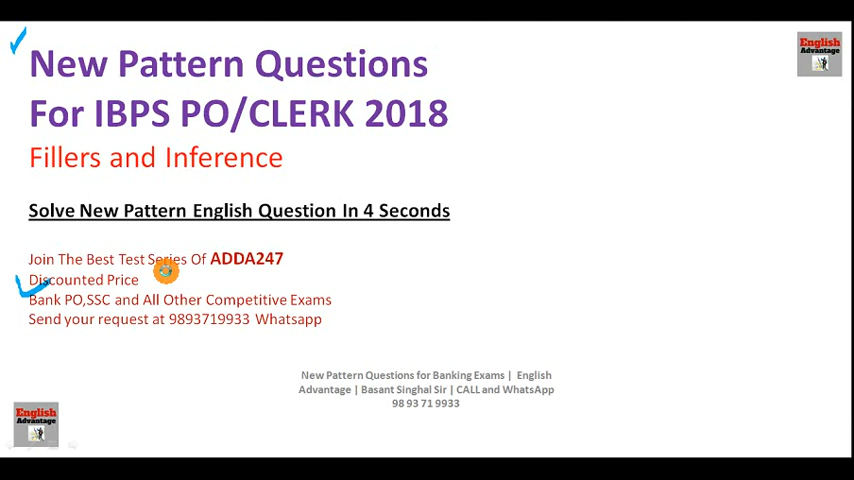 New Pattern Questions
For IBPS PO/CLERK 2018
Fillers and Inference
Solve New Pattern English Question In 4 Seconds
Join The Best Test Series Of ADDA247
Discounted Price
Bank PO,SSC and All Other Competitive Exams
Send your request at 9893719933 Whatsapp
New Pattern Questions for Banking Exams | English
Advantage | Basant Singhal Sir | CALL and WhatsApp
98 93 71 9933
English
Advantage
English
Advantage